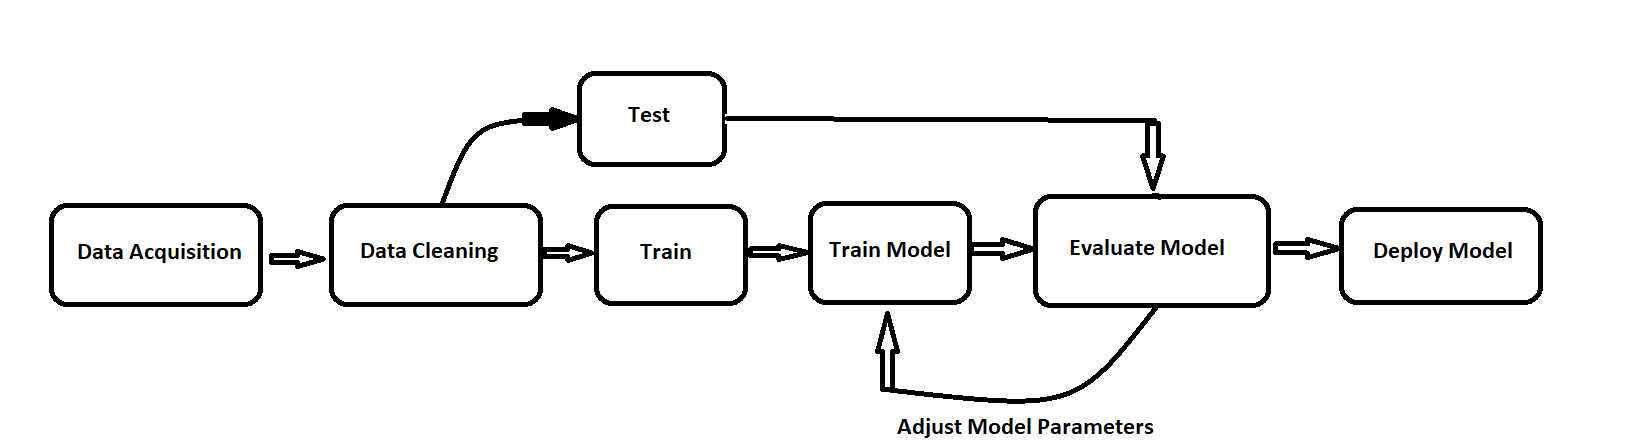 Test
Data Acquisition
Data Cleaning
Train
Train Model
Evaluate Model
Deploy Model
Adjust Model Parameters